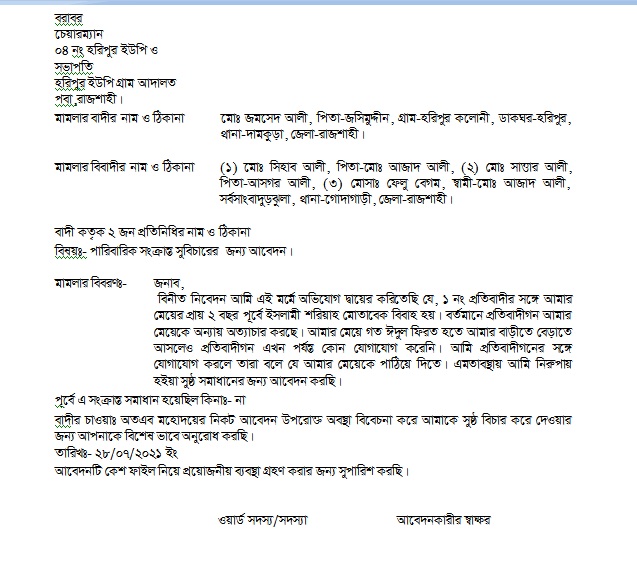 বরাবর
চেয়ারম্যান
০৪ নং হরিপুর ইউপি ও
সভাপতি
হরিপুর ইউপি গ্রাম আদালত
পবা ,রাজশাহী।
মামলার বাদীর নাম ও ঠিকানা মোঃ জমসেদ আলী, পিতা-জসিমুদ্দীন, গ্রাম-হরিপুর কলোনী, ডাকঘর-হরিপুর,
থানা-দামকুড়া, জেলা-রাজশাহী।
মামলার বিবাদীর নাম ও ঠিকানা (১) মোঃ সিহাব আলী, পিতা-মোঃ আজাদ আলী, (২) মোঃ সাত্তার আলী,
পিতা-আসগর আলী, (৩) মোসাঃ ফেলু বেগম, স্বামী-মোঃ আজাদ আলী,
সর্বসাংবাদুড়ঝুলা, থানা-গোদাগাড়ী, জেলা-রাজশাহী।
বাদী কতৃক ২ জন প্রতিনিধির নাম ও ঠিকানা
বিষয়ঃ- পারিবারিক সংক্রান্ত সুবিচারের জন্য আবেদন।
মামলার বিবরণঃ- জনাব,
বিনীত নিবেদন আমি এই মর্মে অভিযোগ দ্বায়ের করিতেছি যে, ১ নং প্রতিবাদীর সঙ্গে আমার
মেয়ের প্রায় ২ বছর পূর্বে ইসলামী শরিয়াহ মোতাবেক বিবাহ হয়। বর্তমানে প্রতিবাদীগন আমার
মেয়েকে অন্যায় অত্যাচার করছে। আমার মেয়ে গত ঈদুল ফিরত হতে আমার বাড়ীতে বেড়াতে
আসলেও প্রতিবাদীগন এখন পর্যন্ত কোন যোগাযোগ করেনি। আমি প্রতিবাদীগনের সঙ্গে
যোগাযোগ করলে তারা বলে যে আমার মেয়েকে পাঠিয়ে দিতে। এমতাবস্থায় আমি নিরুপায়
হইয়া সুষ্ঠ সমাধানের জন্য আবেদন করছি।
পূর্বে এ সংক্রান্ত সমাধান হয়েছিল কিনাঃ- না
বাদীর চাওয়াঃ অতএব মহোদয়ের নিকট আবেদন উপরোক্ত অবস্থা বিবেচনা করে আমাকে সুষ্ঠ বিচার করে দেওয়ার
জন্য আপনাকে বিশেষ ভাবে অনুরোধ করছি।
তারিখঃ- ২৮/০৭/২০২১ ইং
আবেদনটি কেশ ফাইল নিয়ে প্রয়োজনীয় ব্যবস্থা গ্রহণ করার জন্য সুপারিশ করছি।
ওয়ার্ড সদস্য/সদস্যা আবেদনকারীর স্বাক্ষর